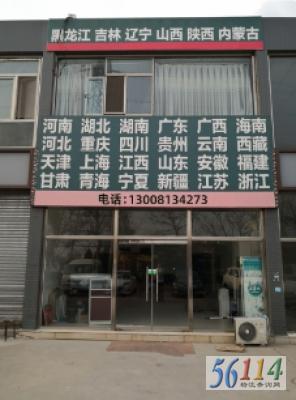 黑龙江 吉林 辽宁 山西 陕西 内蒙古
河南 湖北 湖南 广东 广西 海南
河北 重庆 四川 贵州 云南 西藏
天津 上海 江西 山东 安徽 福建
甘肃 青海 宁夏 新疆 江苏 浙江
电话:13008134273
56114
物流查询网